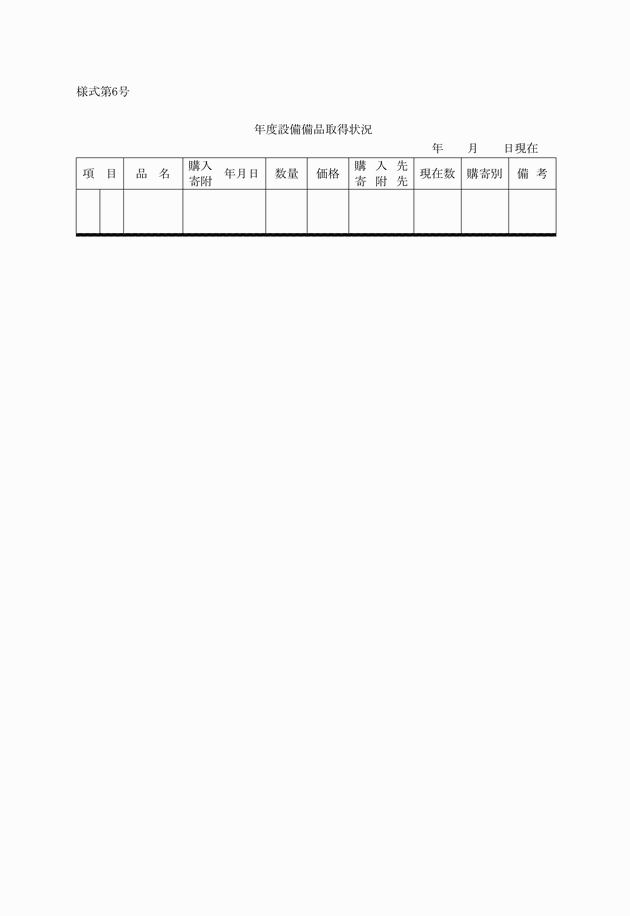 様式第6号
年度設備備品取得状況
年　　月　　日現在
項　目　品　名　購入寄附　年月日　数量　価格　購入先寄附先　現在数　購寄別　備　考